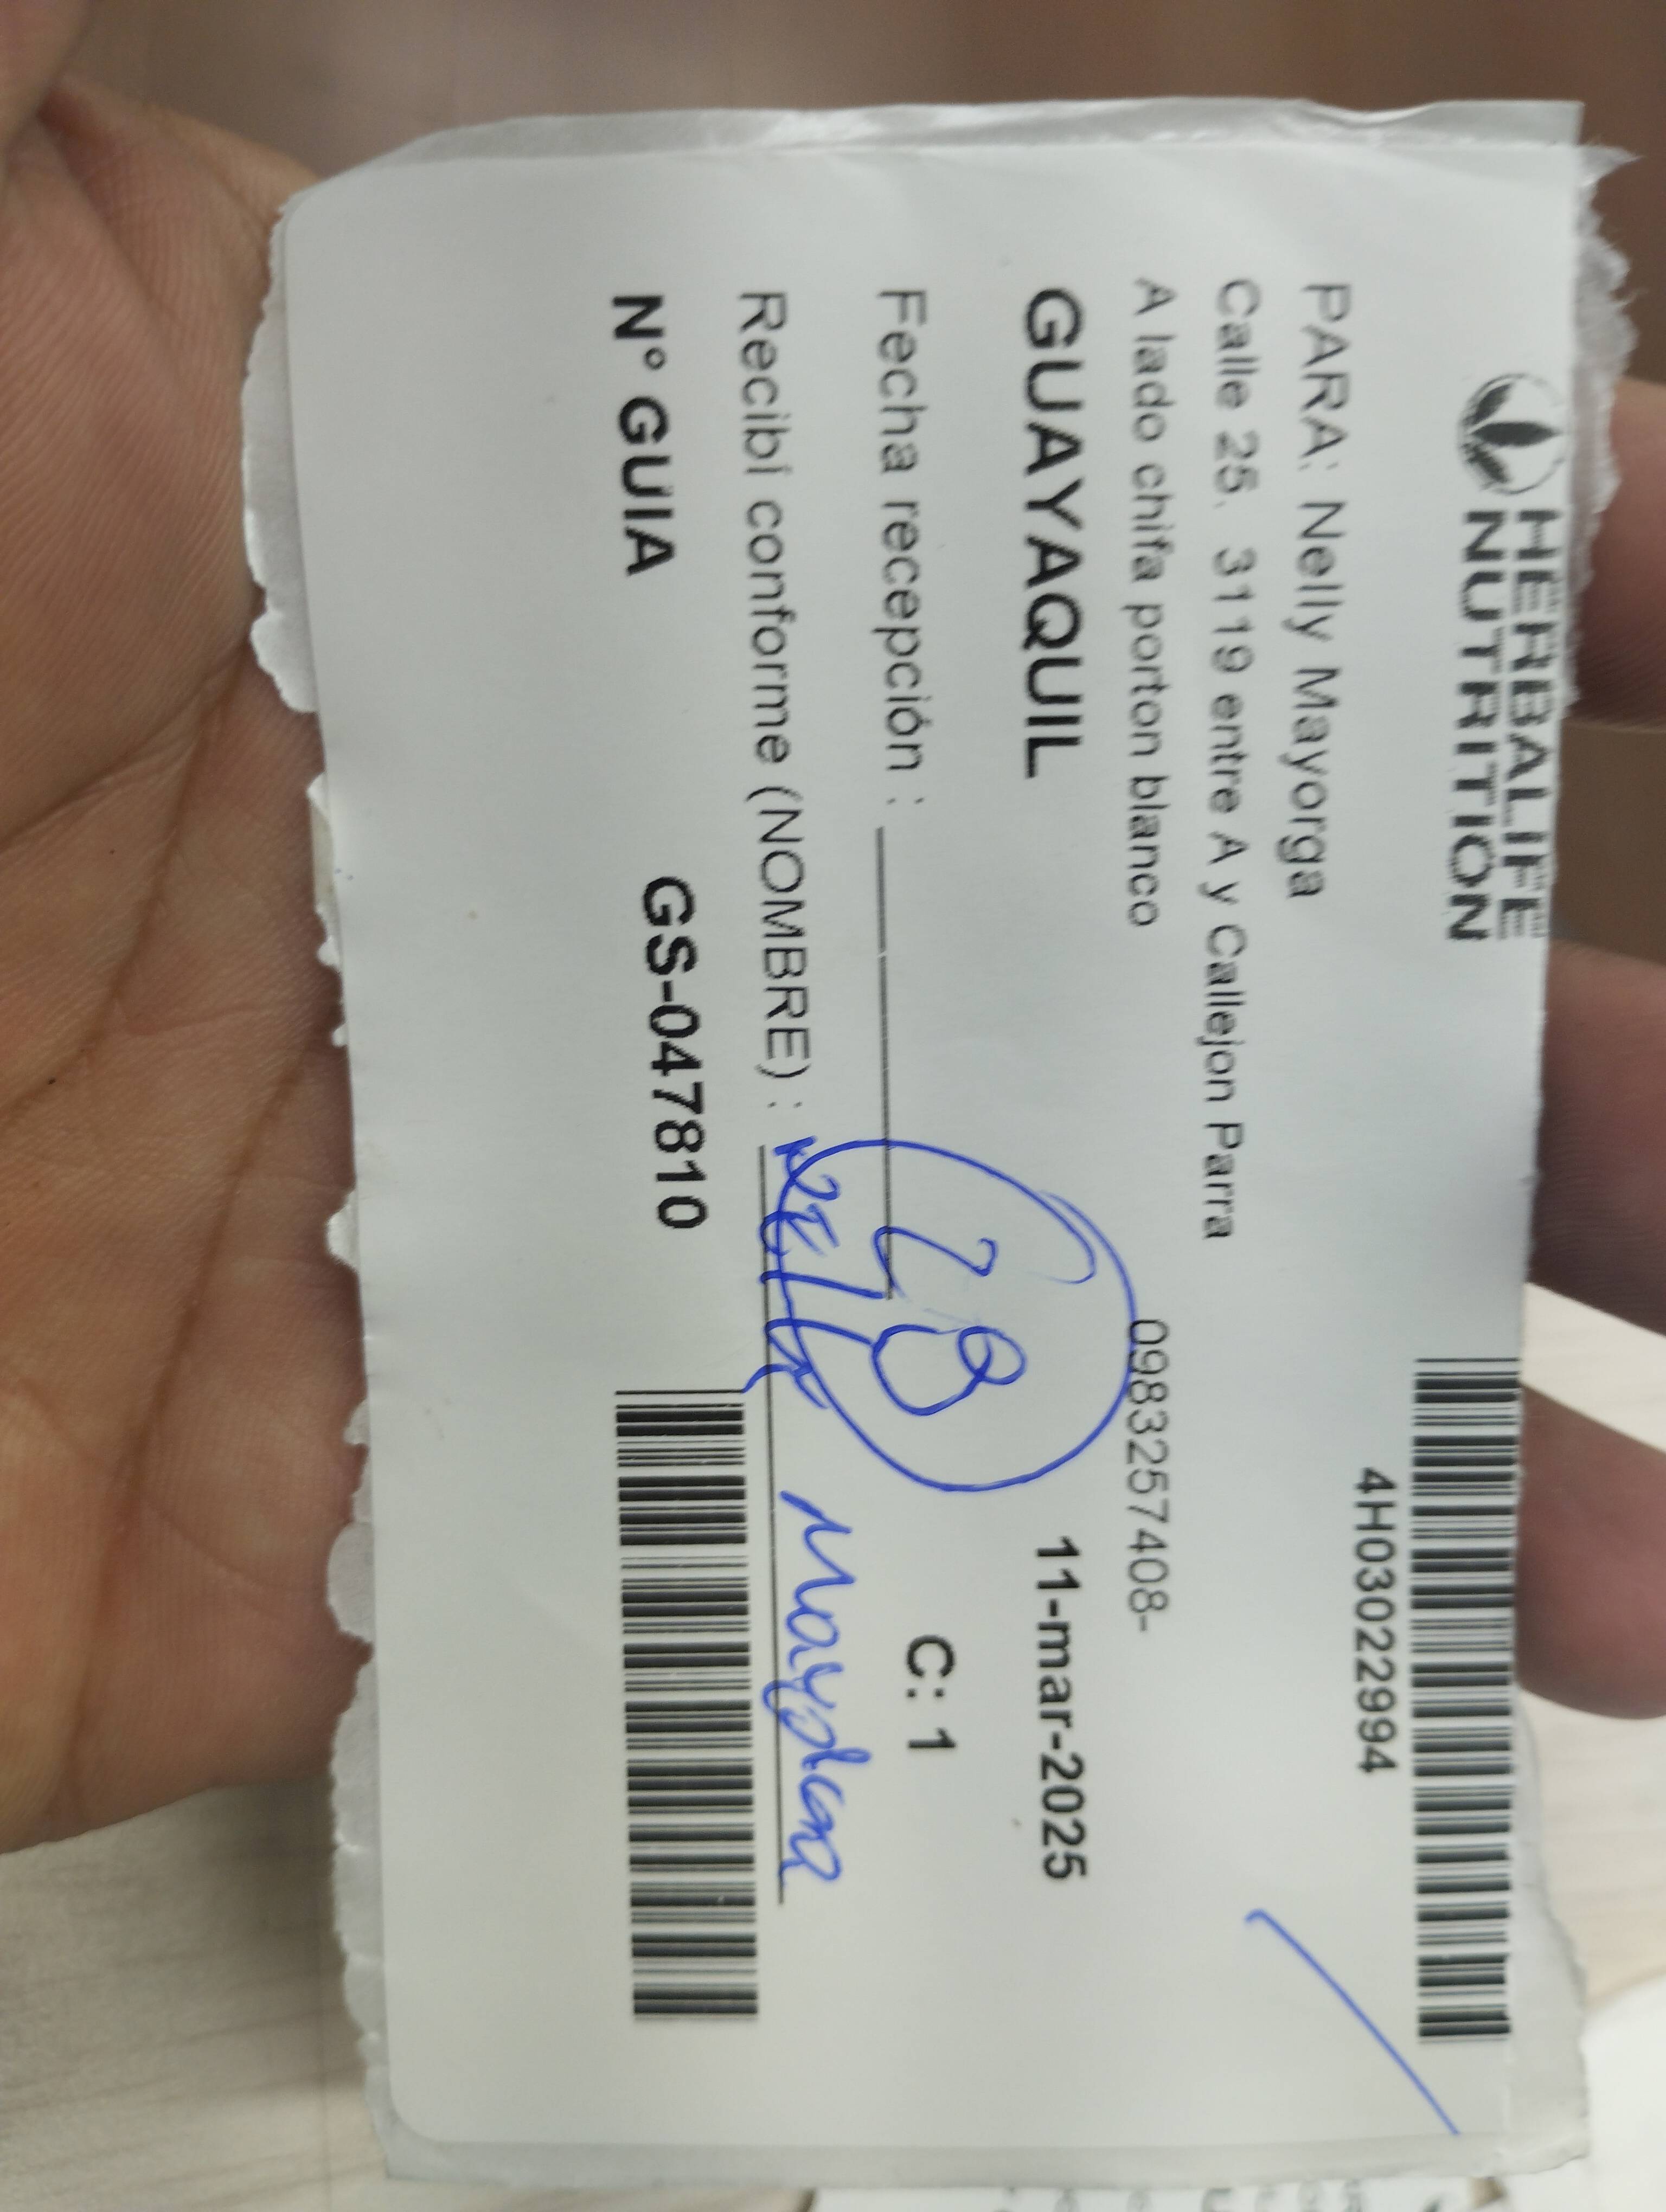 HERBALIFE
NUTRITION
4H03022994
PARA: Nelly Mayorga
Calle 25. 3119 entre A y Callejon Parra
A lado chifa porton blanco 0983257408-
GUAYAQUIL 11-mar-2025
Fecha recepción : C: 1
Recibí conforme (NOMBRE) : Nelly Mayorga
N° GUIA GS-047810